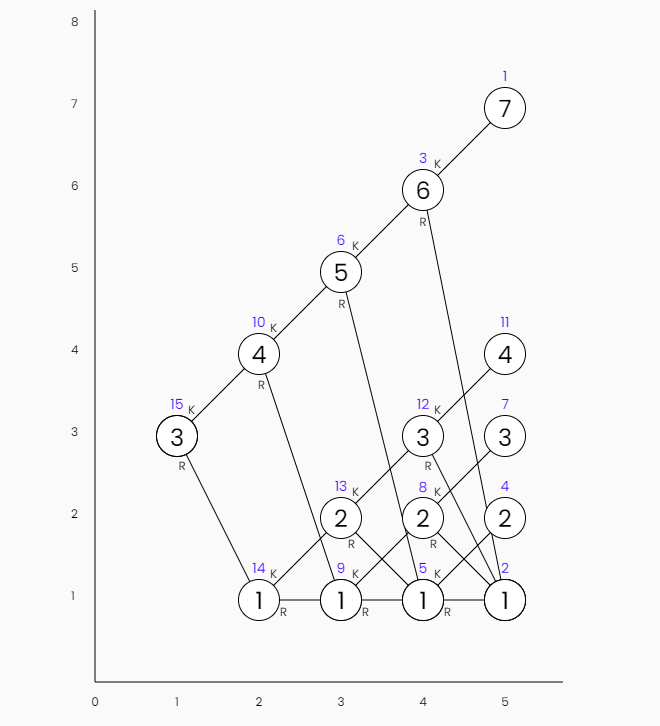 8
1
7 7
3 K
6 6
R
6 K
5 5
R
10 K 11
4 4 4
R
15 K 12 K 7
3 3 3 3
R R
13 K 8 K 4
2 2 2 2
R R
14 K 9 K 5 K 2
1 1 1 1 1
R R R
0 1 2 3 4 5